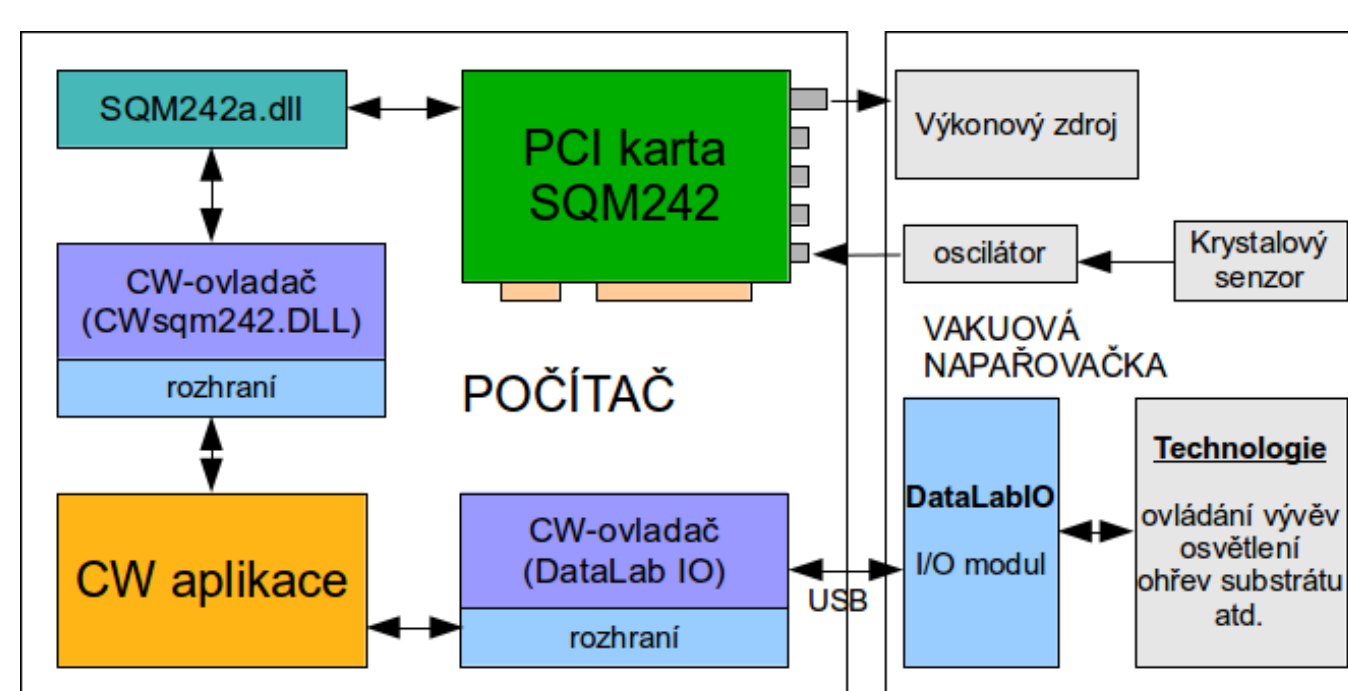 SQM242a.dll
PCI karta
SQM242
Výkonový zdroj
oscilátor
Krystalový
senzor
CW-ovladač
(CWsqm242.DLL)
rozhraní
POČÍTAČ
VAKUOVÁ
NAPAŘOVAČKA
CW aplikace
CW-ovladač
(DataLab IO)
rozhraní
USB
DataLabIO
I/O modul
Technologie
ovládání vývěv
osvětlení
ohřev substrátu
atd.